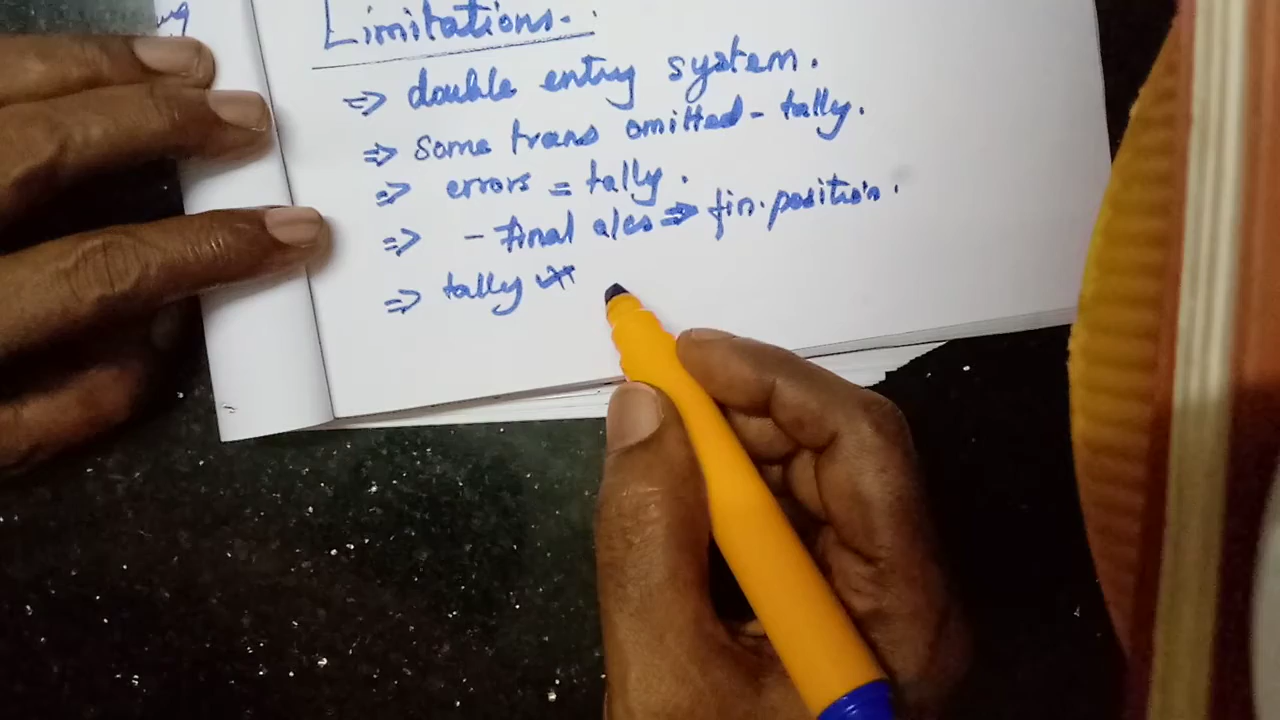 Limitations-.
⇒ double entry system.
⇒ Some trans omitted - tally.
⇒ errors = tally.
⇒ - final a/cs ⇒ fin. position.
⇒ tally